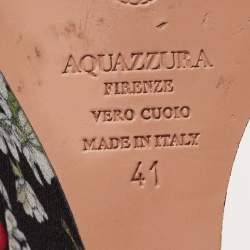 AQUAZZURA
FIRENZE
VERO CUOIO
MADE IN ITALY
41